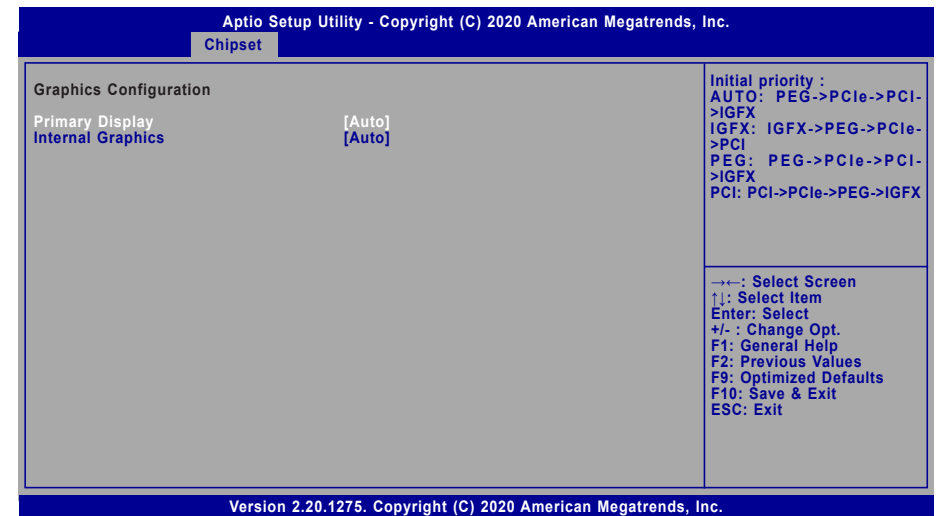 Aptio Setup Utility - Copyright (C) 2020 American Megatrends, Inc.
Chipset
Graphics Configuration
Primary Display [Auto]
Internal Graphics [Auto]
Initial priority :
AUTO: PEG->PCIe->PCI-
>IGFX
IGFX: IGFX->PEG->PCIe-
>PCI
PEG: PEG->PCIe->PCI-
>IGFX
PCI: PCI->PCIe->PEG->IGFX
→←: Select Screen
↑↓: Select Item
Enter: Select
+/- : Change Opt.
F1: General Help
F2: Previous Values
F9: Optimized Defaults
F10: Save & Exit
ESC: Exit
Version 2.20.1275. Copyright (C) 2020 American Megatrends, Inc.